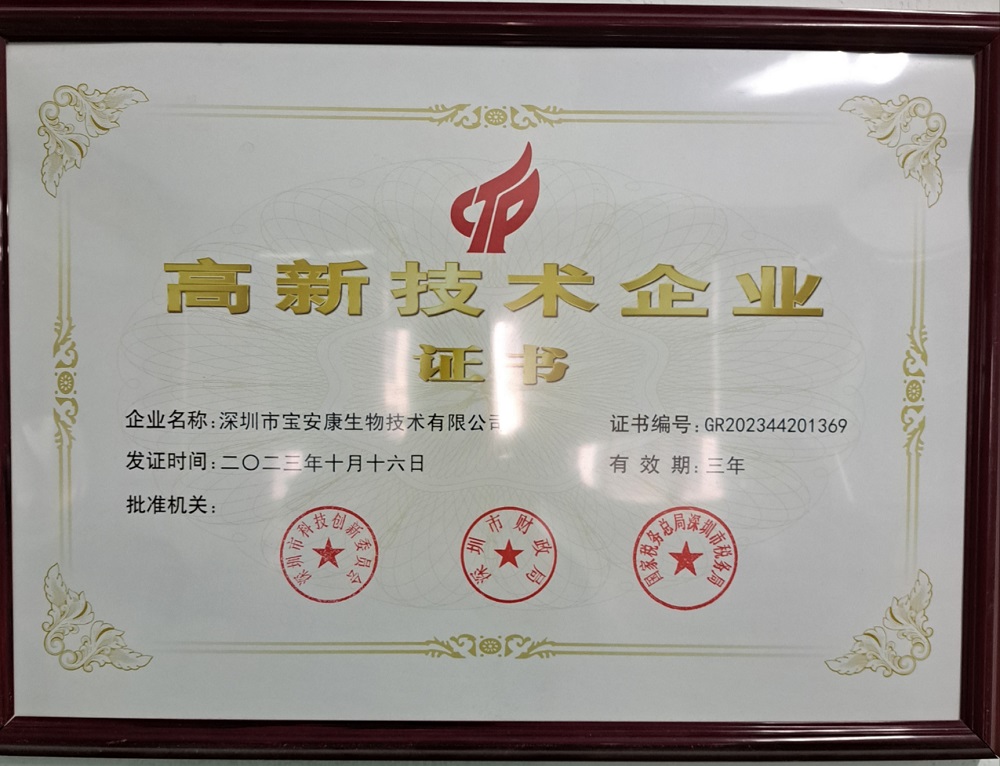 CTP
高新技术企业
证书
企业名称:深圳市宝安康生物技术有限公司
证书编号:GR202344201369
发证时间:二〇二三年十月十六日
有效期:三年
批准机关:
深圳市科技创新委员会
深圳市财政局
国家税务总局深圳市税务局